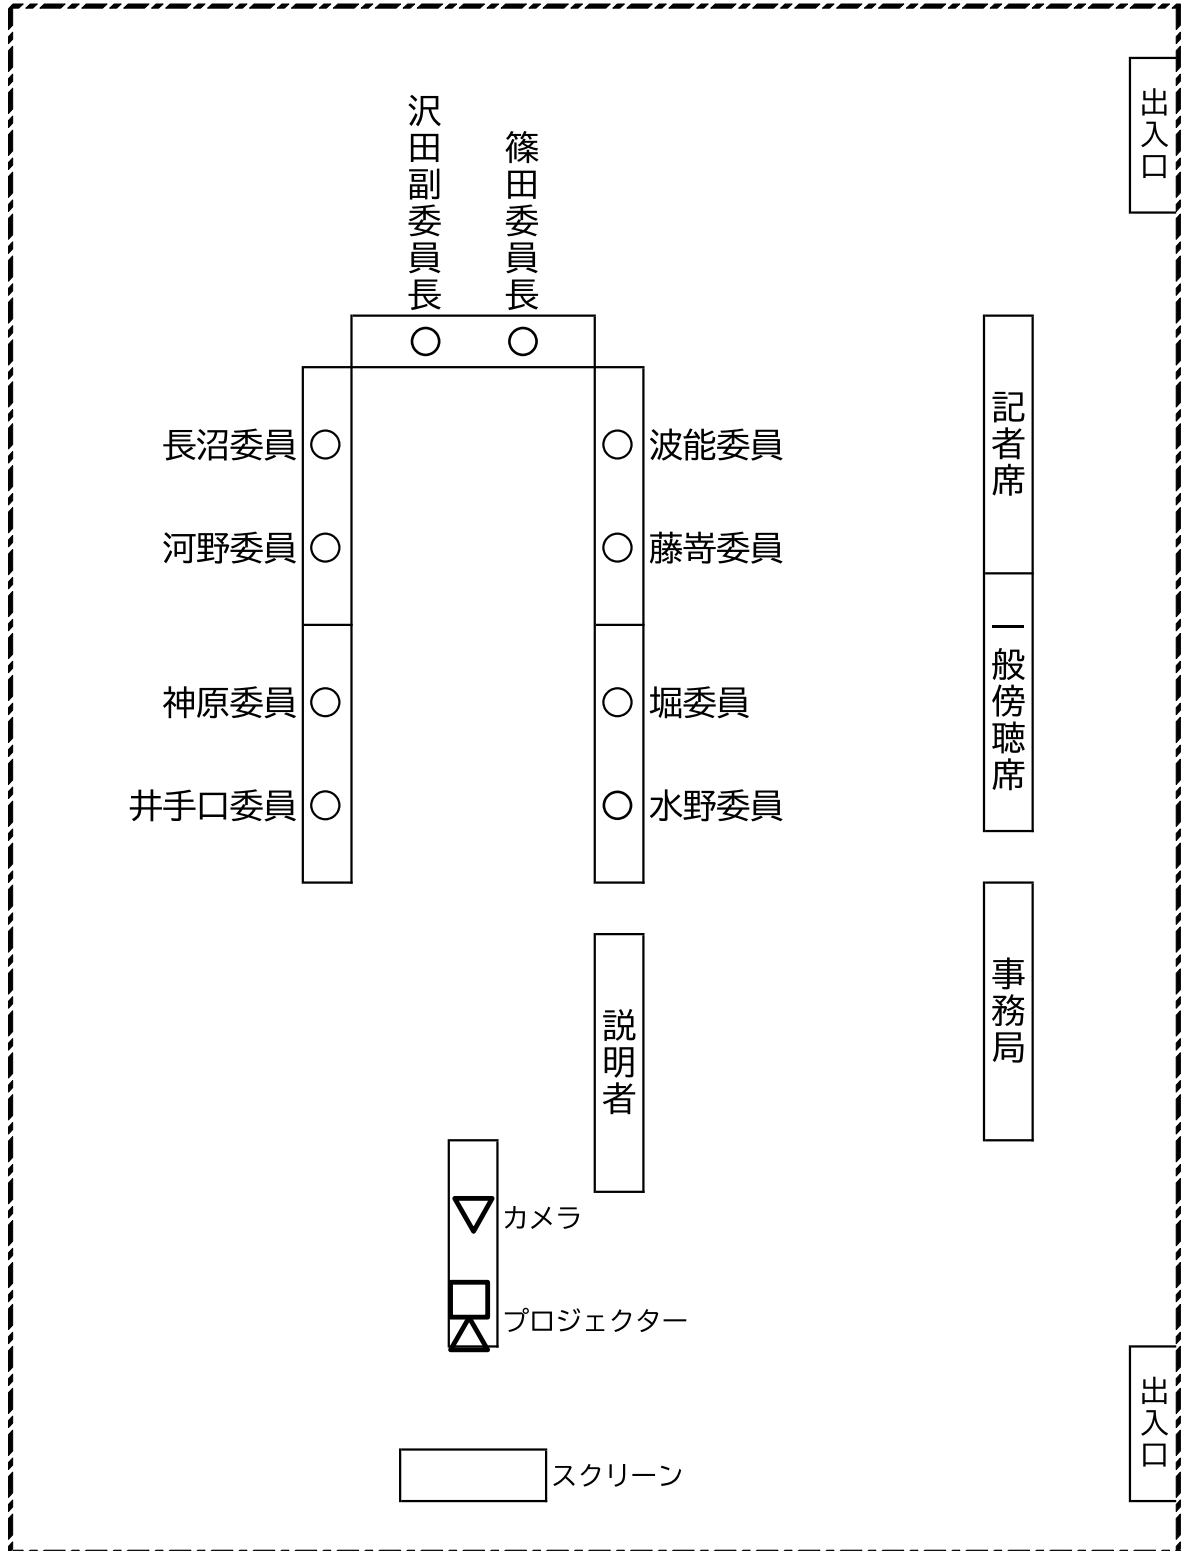 出入口
沢田副委員長
篠田委員長
長沼委員
波能委員
記者席
河野委員
藤嵜委員
一般傍聴席
神原委員
堀委員
井手口委員
水野委員
事務局
説明者
カメラ
プロジェクター
出入口
スクリーン